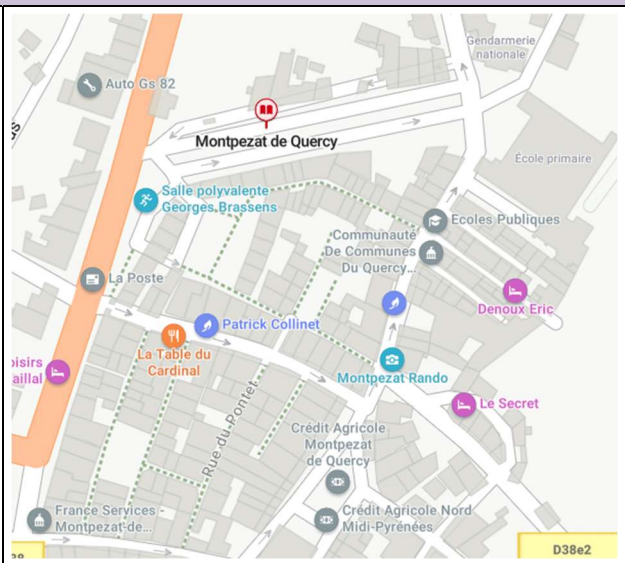 Gendarmerie
nationale
Auto Gs 82
Montpezat de Quercy
École primaire
Salle polyvalente
Georges Brassens
Ecoles Publiques
Communauté
De Communes
Du Quercy...
La Poste
Denoux Eric
Patrick Collinet
La Table du
Cardinal
oisirs
aillal
Montpezat Rando
Rue du Pontet
Le Secret
Crédit Agricole
Montpezat
de Quercy
France Services -
Montpezat-de...
Crédit Agricole Nord
Midi-Pyrénées
D38e2